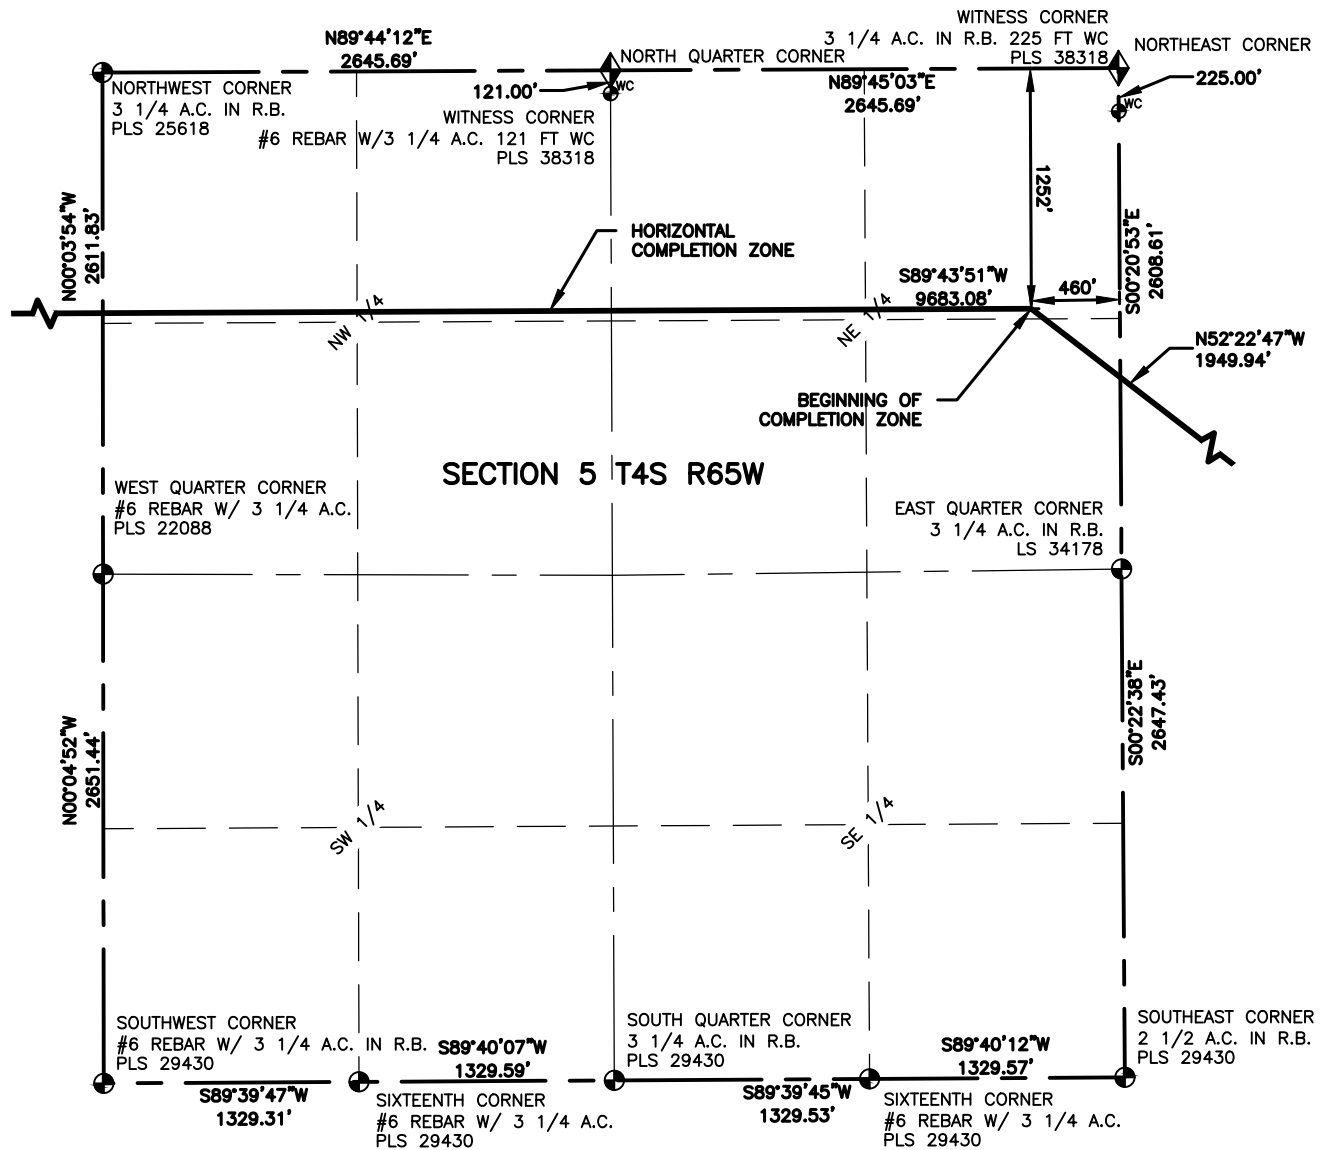 WITNESS CORNER
3 1/4 A.C. IN R.B. 225 FT WC
PLS 38318
NORTHEAST CORNER
N89°44'12"E
2645.69'
NORTH QUARTER CORNER
N89°45'03"E
2645.69'
225.00'
WC
NORTHWEST CORNER
3 1/4 A.C. IN R.B.
PLS 25618
121.00'
WC
WITNESS CORNER
#6 REBAR W/3 1/4 A.C. 121 FT WC
PLS 38318
1252'
N00°03'54"W
2611.83'
HORIZONTAL
COMPLETION ZONE
S89°43'51"W
9683.08'
460'
S00°20'53"E
2608.61'
NW 1/4
NE 1/4
N52°22'47"W
1949.94'
BEGINNING OF
COMPLETION ZONE
SECTION 5 T4S R65W
WEST QUARTER CORNER
#6 REBAR W/ 3 1/4 A.C.
PLS 22088
EAST QUARTER CORNER
3 1/4 A.C. IN R.B.
LS 34178
N00°04'52"W
2651.44'
S00°22'38"E
2647.43'
SW 1/4
SE 1/4
SOUTHWEST CORNER
#6 REBAR W/ 3 1/4 A.C. IN R.B.
PLS 29430
S89°40'07"W
1329.59'
SOUTH QUARTER CORNER
3 1/4 A.C. IN R.B.
PLS 29430
S89°40'12"W
1329.57'
SOUTHEAST CORNER
2 1/2 A.C. IN R.B.
PLS 29430
S89°39'47"W
1329.31'
SIXTEENTH CORNER
#6 REBAR W/ 3 1/4 A.C.
PLS 29430
S89°39'45"W
1329.53'
SIXTEENTH CORNER
#6 REBAR W/ 3 1/4 A.C.
PLS 29430